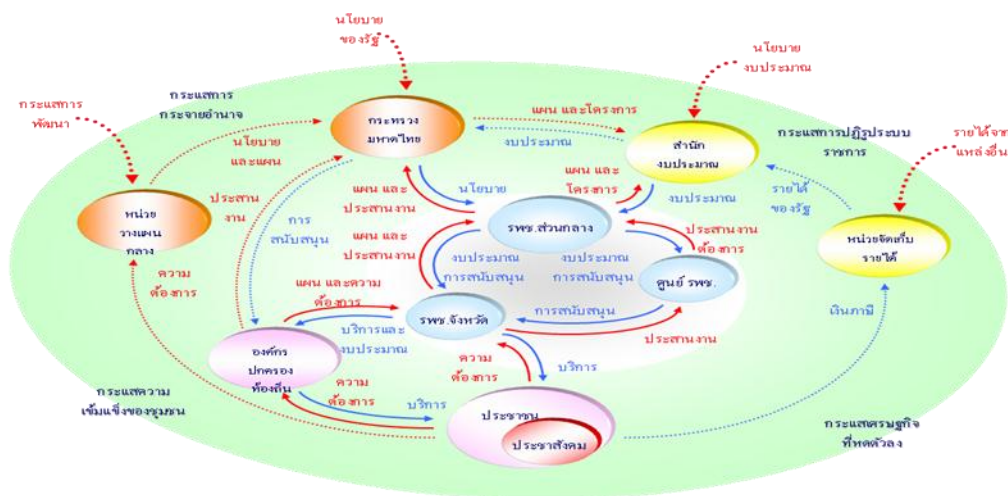 นโยบาย
ของรัฐ
นโยบาย
งบประมาณ
กระแสการ
พัฒนา
กระแสการ
กระจายอำนาจ
กระทรวง
มหาดไทย
แผน และโครงการ
งบประมาณ
สำนัก
งบประมาณ
กระแสการปฏิรูประบบ
ราชการ
รายได้จาก
แหล่งอื่น
นโยบาย
และแผน
ประสาน
งาน
การ
สนับสนุน
แผน และ
ประสานงาน
นโยบาย
แผน และ
โครงการ
งบประมาณ
รายได้
ของรัฐ
หน่วย
วางแผน
กลาง
รพช.ส่วนกลาง
แผน และ
ประสานงาน
งบประมาณ
การสนับสนุน
งบประมาณ
การสนับสนุน
ประสานงาน
ต้องการ
หน่วยจัดเก็บ
รายได้
ศูนย์ รพช.
ความ
ต้องการ
แผน และความ
ต้องการ
รพช.จังหวัด
การสนับสนุน
ประสานงาน
เงินภาษี
บริการและ
งบประมาณ
องค์กร
ปกครอง
ท้องถิ่น
ความ
ต้องการ
บริการ
ความ
ต้องการ
บริการ
กระแสความ
เข้มแข็งของชุมชน
ประชาชน
ประชาสังคม
กระแสเศรษฐกิจ
ที่หดตัวลง